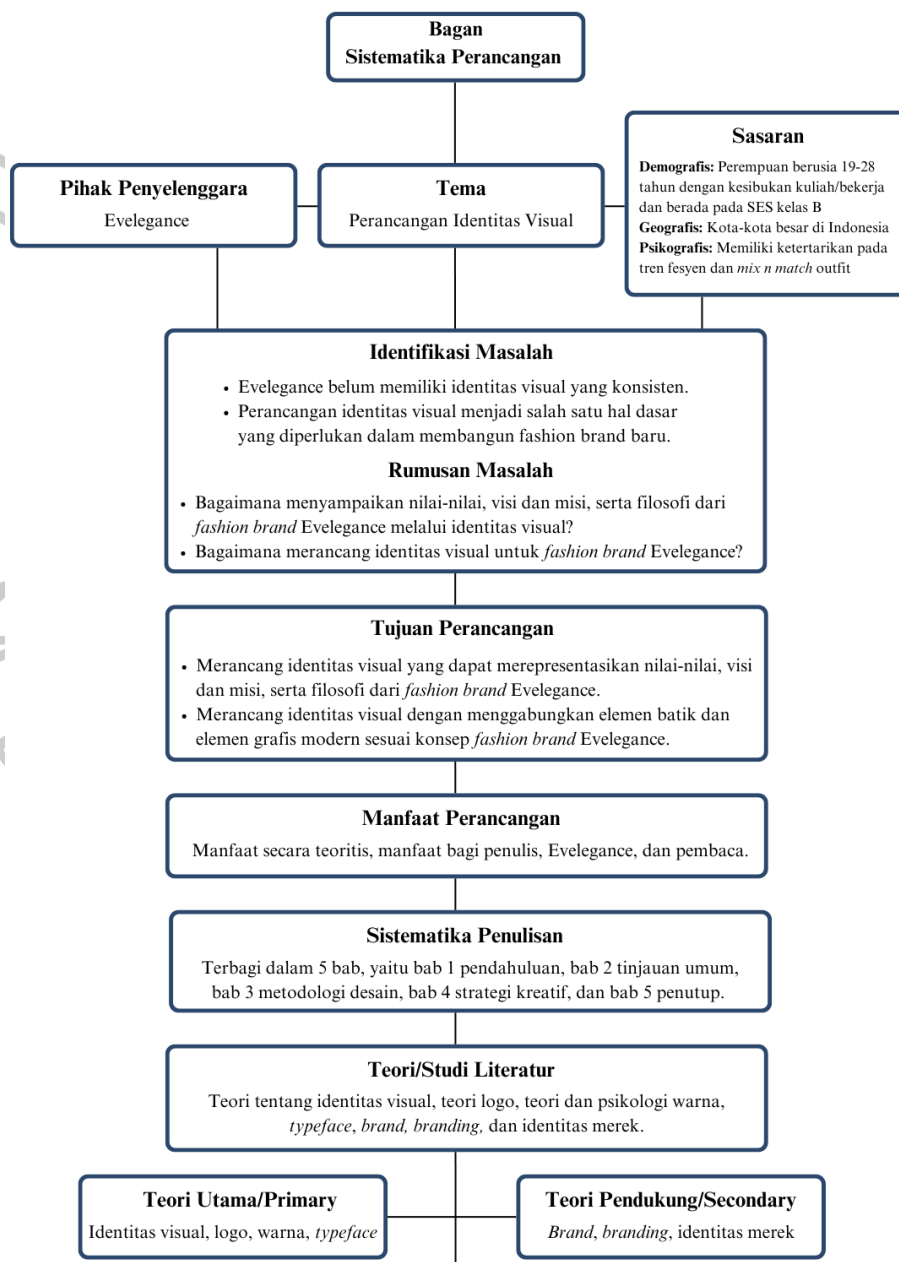 Bagan
Sistematika Perancangan
Pihak Penyelenggara
Evelegance
Tema
Perancangan Identitas Visual
Sasaran
Demografis: Perempuan berusia 19-28
tahun dengan kesibukan kuliah/bekerja
dan berada pada SES kelas B
Geografis: Kota-kota besar di Indonesia
Psikografis: Memiliki ketertarikan pada
tren fesyen dan mix n match outfit
Identifikasi Masalah
• Evelegance belum memiliki identitas visual yang konsisten.
• Perancangan identitas visual menjadi salah satu hal dasar
yang diperlukan dalam membangun fashion brand baru.
Rumusan Masalah
• Bagaimana menyampaikan nilai-nilai, visi dan misi, serta filosofi dari
fashion brand Evelegance melalui identitas visual?
• Bagaimana merancang identitas visual untuk fashion brand Evelegance?
Tujuan Perancangan
• Merancang identitas visual yang dapat merepresentasikan nilai-nilai, visi
dan misi, serta filosofi dari fashion brand Evelegance.
• Merancang identitas visual dengan menggabungkan elemen batik dan
elemen grafis modern sesuai konsep fashion brand Evelegance.
Manfaat Perancangan
Manfaat secara teoritis, manfaat bagi penulis, Evelegance, dan pembaca.
Sistematika Penulisan
Terbagi dalam 5 bab, yaitu bab 1 pendahuluan, bab 2 tinjauan umum,
bab 3 metodologi desain, bab 4 strategi kreatif, dan bab 5 penutup.
Teori/Studi Literatur
Teori tentang identitas visual, teori logo, teori dan psikologi warna,
typeface, brand, branding, dan identitas merek.
Teori Utama/Primary
Identitas visual, logo, warna, typeface
Teori Pendukung/Secondary
Brand, branding, identitas merek